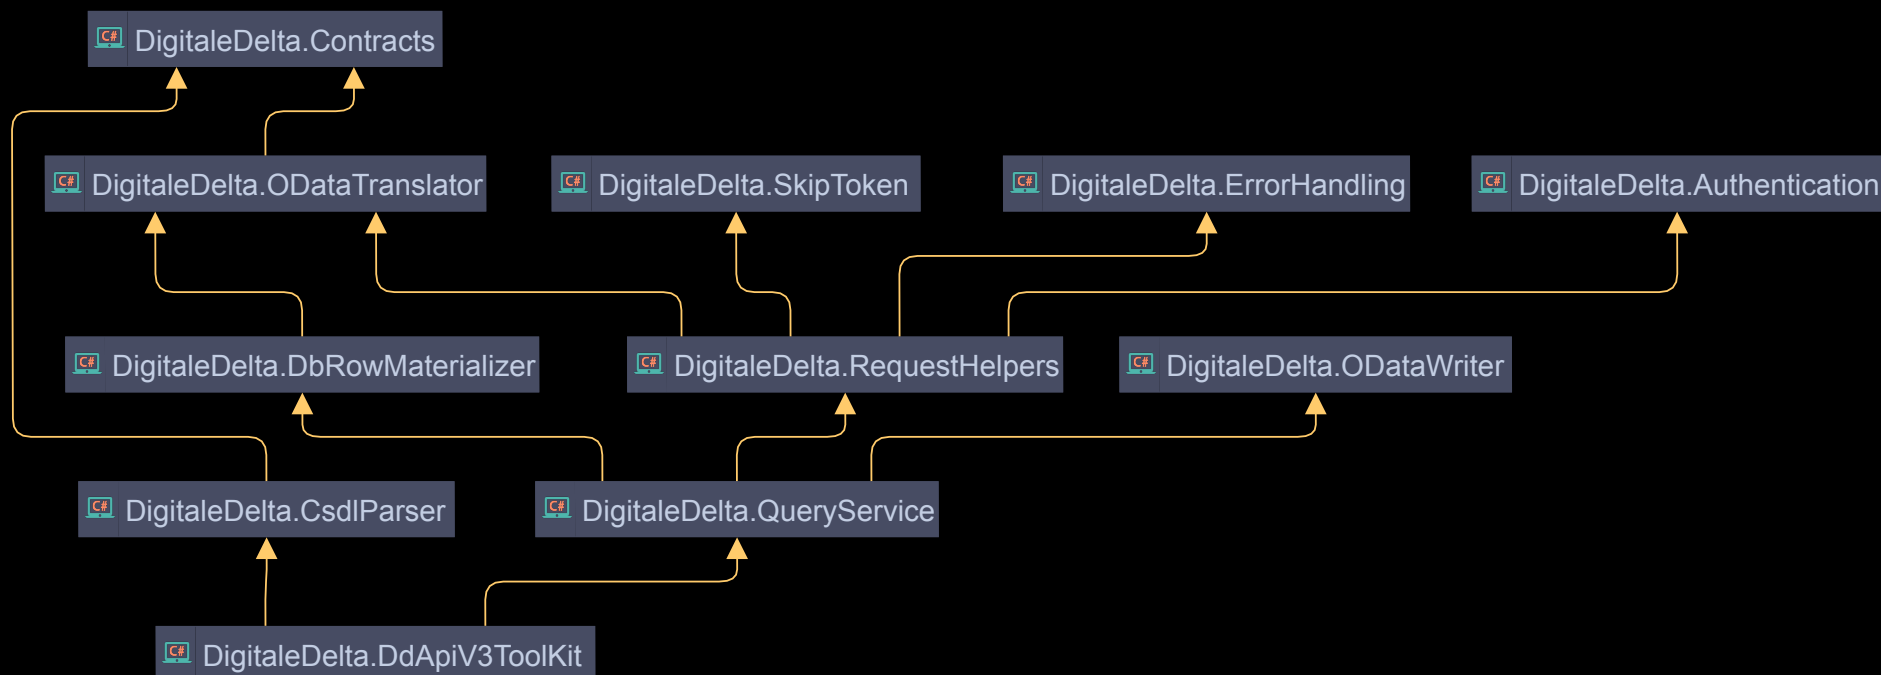 C# DigitaleDelta.Contracts
C# DigitaleDelta.ODataTranslator
C# DigitaleDelta.SkipToken
C# DigitaleDelta.ErrorHandling
C# DigitaleDelta.Authentication
C# DigitaleDelta.DbRowMaterializer
C# DigitaleDelta.RequestHelpers
C# DigitaleDelta.ODataWriter
C# DigitaleDelta.CsdlParser
C# DigitaleDelta.QueryService
C# DigitaleDelta.DdApiV3ToolKit